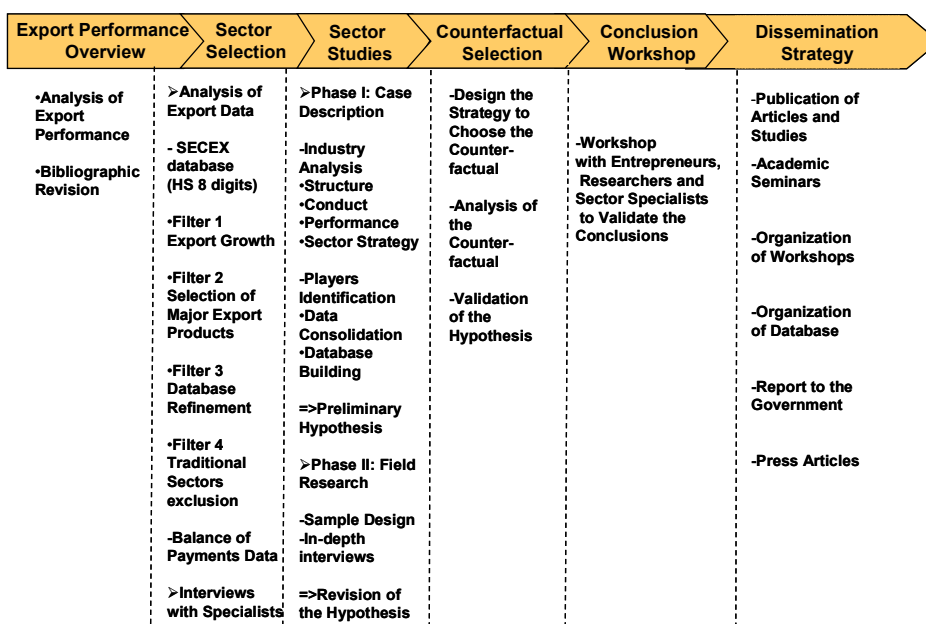 Export Performance
Overview
Sector
Selection
Sector
Studies
Counterfactual
Selection
Conclusion
Workshop
Dissemination
Strategy
•Analysis of
Export
Performance
•Bibliographic
Revision
➢Analysis of
Export Data
- SECEX
database
(HS 8 digits)
•Filter 1
Export Growth
•Filter 2
Selection of
Major Export
Products
•Filter 3
Database
Refinement
•Filter 4
Traditional
Sectors
exclusion
-Balance of
Payments Data
➢Interviews
with Specialists
➢Phase I: Case
Description
-Industry
Analysis
•Structure
•Conduct
•Performance
•Sector Strategy
-Players
Identification
•Data
Consolidation
•Database
Building
=>Preliminary
Hypothesis
➢Phase II: Field
Research
-Sample Design
-In-depth
interviews
=>Revision of
the Hypothesis
-Design the
Strategy to
Choose the
Counter-
factual
-Analysis of
the
Counter-
factual
-Validation
of the
Hypothesis
-Workshop
with Entrepreneurs,
Researchers and
Sector Specialists
to Validate the
Conclusions
-Publication of
Articles and
Studies
-Academic
Seminars
-Organization
of Workshops
-Organization
of Database
-Report to the
Government
-Press Articles